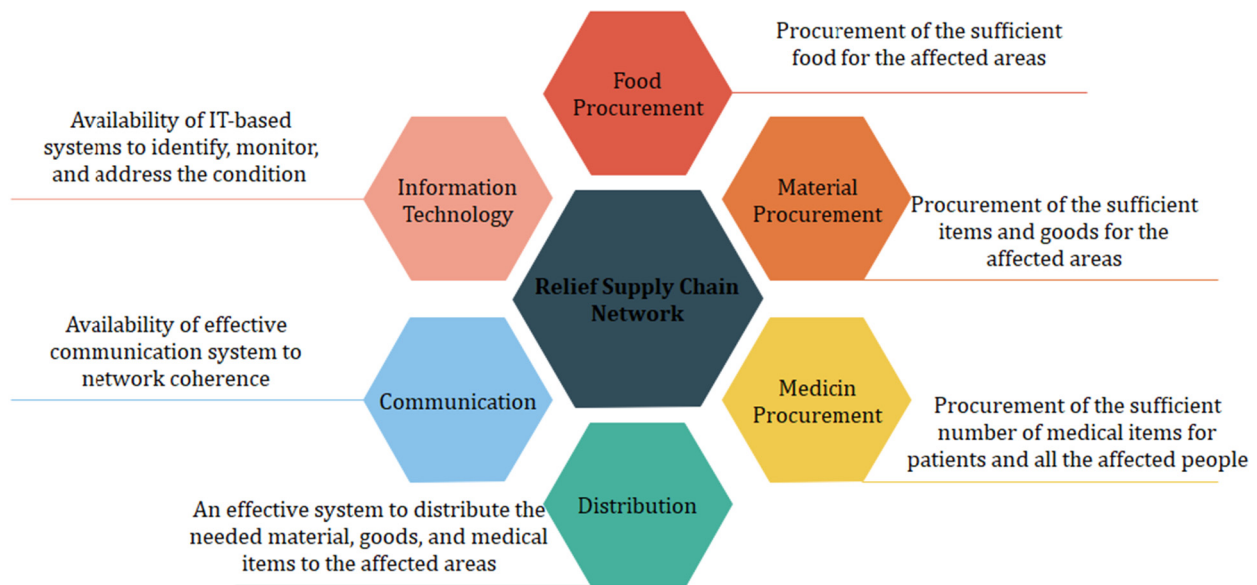 Food
Procurement
Procurement of the sufficient
food for the affected areas
Availability of IT-based
systems to identify, monitor,
and address the condition
Information
Technology
Material
Procurement
Procurement of the sufficient
items and goods for the
affected areas
Relief Supply Chain
Network
Availability of effective
communication system to
network coherence
Communication
Medicin
Procurement
Procurement of the sufficient
number of medical items for
patients and all the affected people
Distribution
An effective system to distribute the
needed material, goods, and medical
items to the affected areas